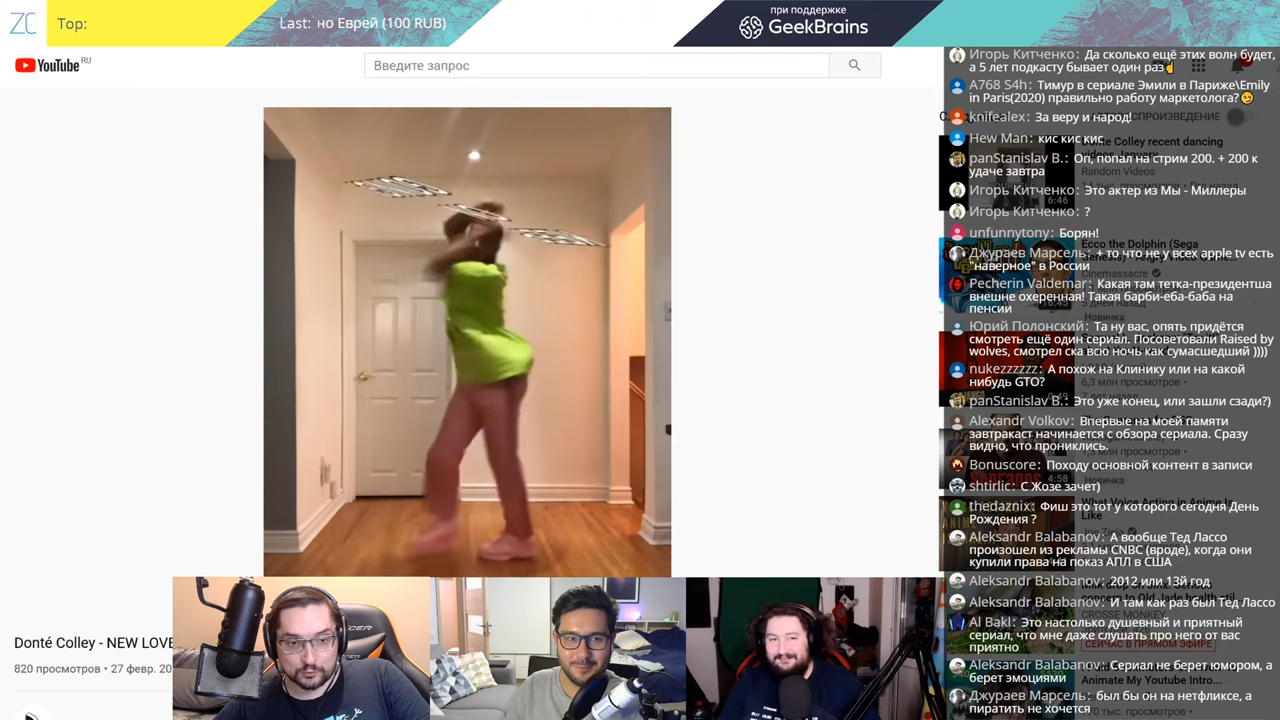 ZC
Top:
Last: но Еврей (100 RUB)
при поддержке
GeekBrains
YouTube RU
Введите запрос
Donté Colley - NEW LOVE
820 просмотров • 27 февр. 20
Игорь Китченко: Да сколько ещё этих волн будет,
а 5 лет подкасту бывает один раз
A768 S4h: Тимур в сериале Эмили в Париже\Emily
in Paris(2020) правильно работу маркетолога?
knifealex: За веру и народ!
Hew Man: кис кис кис
panStanislav B.: Оп, попал на стрим 200. + 200 к
удаче завтра
Игорь Китченко: Это актер из Мы - Миллеры
Игорь Китченко: ?
unfunnytony: Борян!
Джураев Марсель: + то что не у всех apple tv есть
"наверное" в России
Pecherin Valdemar: Какая там тетка-президентша
внешне охеренная! Такая барби-еба-баба на
пенсии
Юрий Полонский: Та ну вас, опять придётся
смотреть ещё один сериал. Посоветовали Raised by
wolves, смотрел ска всю ночь как сумасшедший ))))
nukezzzzzz: А похож на Клинику или на какой
нибудь GTO?
panStanislav B.: Это уже конец, или зашли сзади?)
Alexandr Volkov: Впервые на моей памяти
завтракаст начинается с обзора сериала. Сразу
видно, что прониклись.
Bonuscore: Походу основной контент в записи
shtirlic: С Жозе зачет)
thedaznix: Фиш это тот у которого сегодня День
Рождения ?
Aleksandr Balabanov: А вообще Тед Лассо
произошел из рекламы CNBC (вроде), когда они
купили права на показ АПЛ в США
Aleksandr Balabanov: 2012 или 13й год
Aleksandr Balabanov: И там как раз был Тед Лассо
Al Bakl: Это настолько душевный и приятный
сериал, что мне даже слушать про него от вас
приятно
Aleksandr Balabanov: Сериал не берет юмором, а
берет эмоциями
Джураев Марсель: был бы он на нетфликсе, а
пиратить не хочется